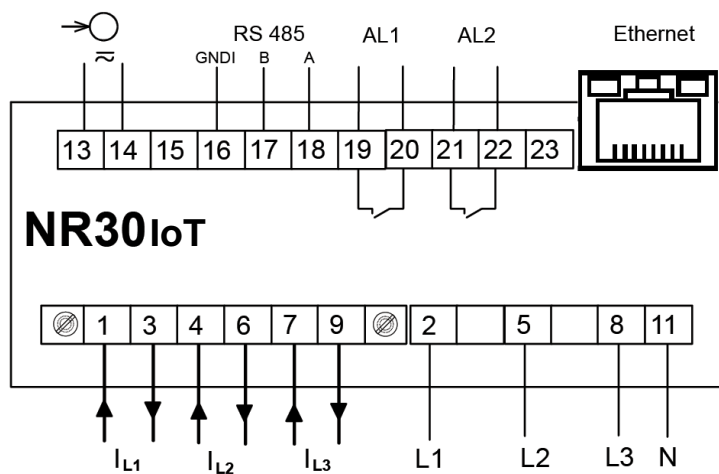 RS 485 AL1 AL2 Ethernet
GNDI B A
13 14 15 16 17 18 19 20 21 22 23
NR30IoT
1 3 4 6 7 9 2 5 8 11
IL1 IL2 IL3 L1 L2 L3 N